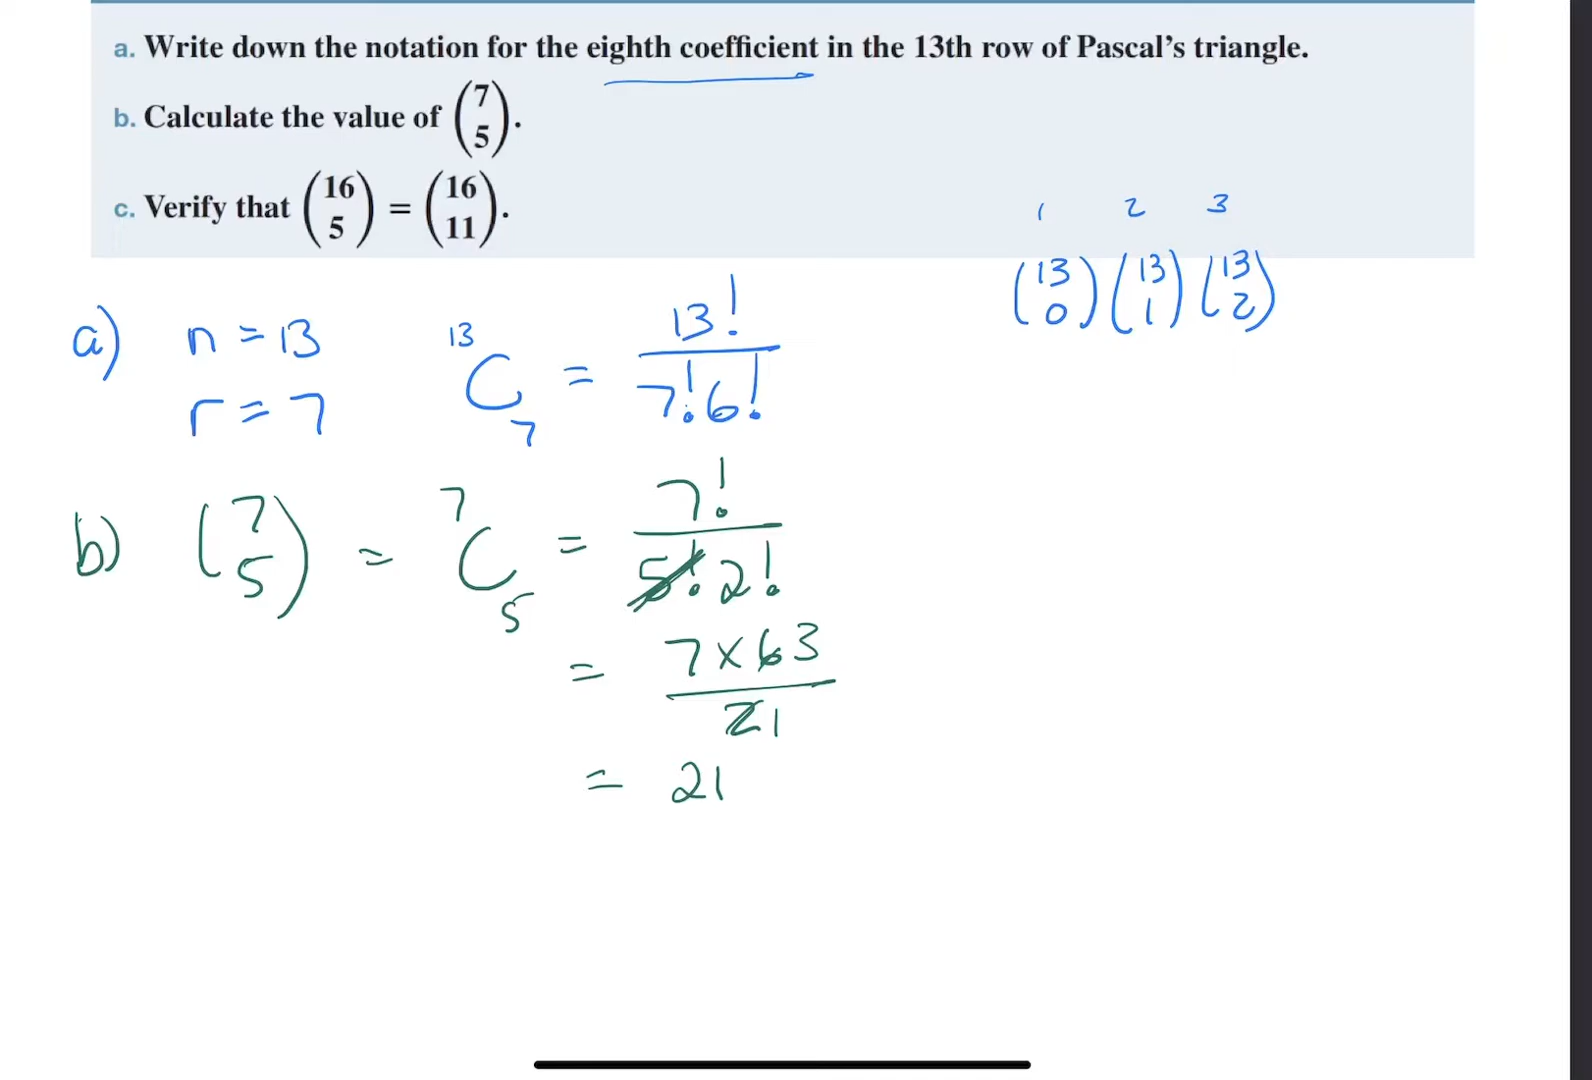 a. Write down the notation for the eighth coefficient in the 13th row of Pascal's triangle.
b. Calculate the value of (7 5).
c. Verify that (16 5) = (16 11).
1 2 3
(13 0) (13 1) (13 2)
a) n = 13 ¹³C₇ = 13! / 7!6!
r = 7
b) (7 5) = ⁷C₅ = 7! / 5!2!
= 7×6 3 / 2 1
= 21